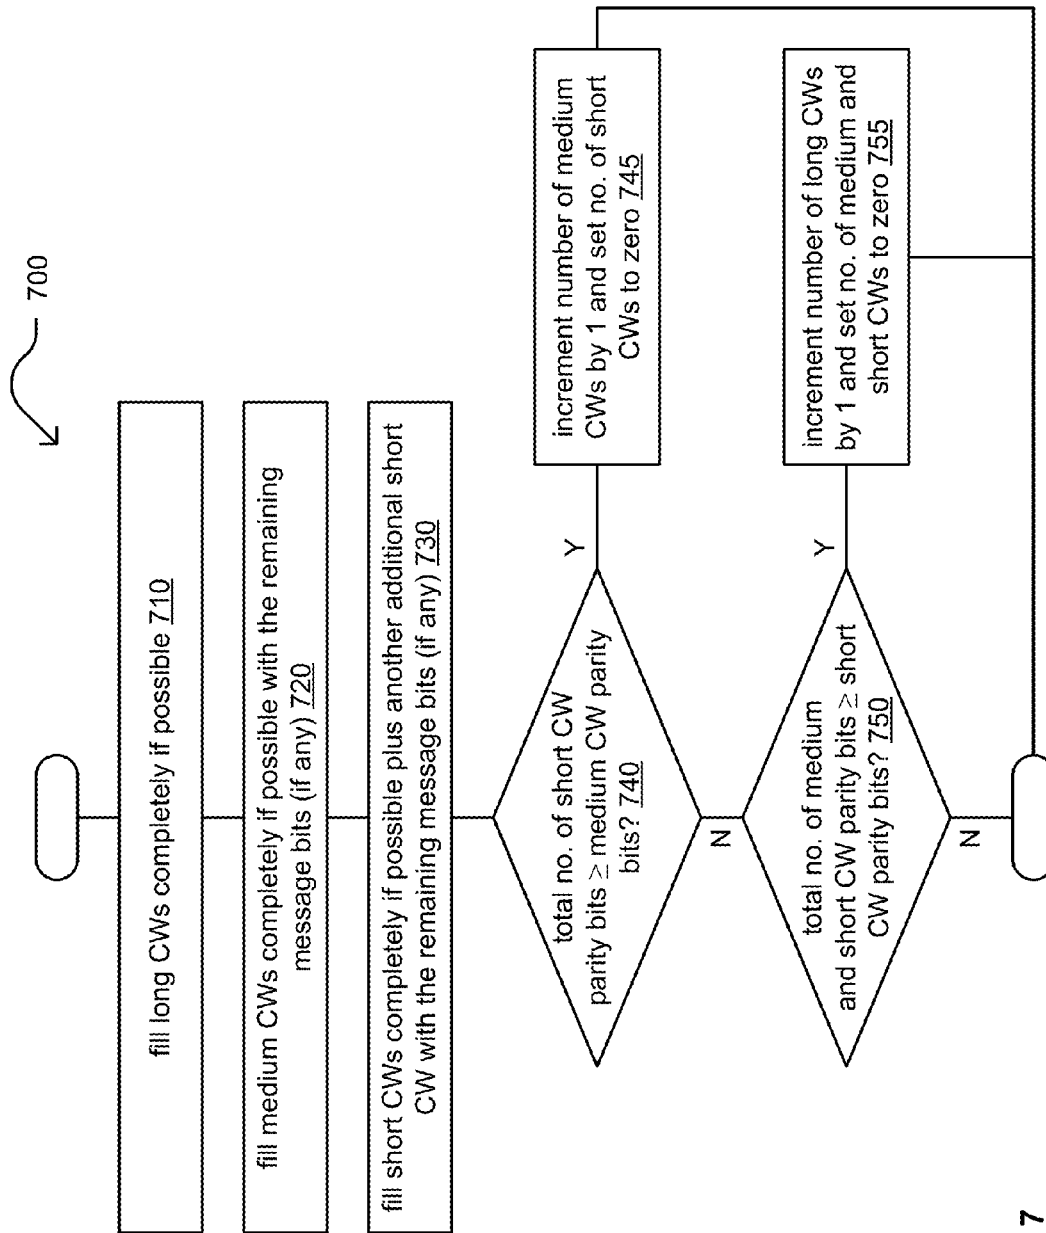 700
fill long CWs completely if possible 710
fill medium CWs completely if possible with the remaining
message bits (if any) 720
fill short CWs completely if possible plus another additional short
CW with the remaining message bits (if any) 730
total no. of short CW
parity bits ≥ medium CW parity
bits? 740
Y
increment number of medium
CWs by 1 and set no. of short
CWs to zero 745
N
total no. of medium
and short CW parity bits ≥ short
CW parity bits? 750
Y
increment number of long CWs
by 1 and set no. of medium and
short CWs to zero 755
N
7